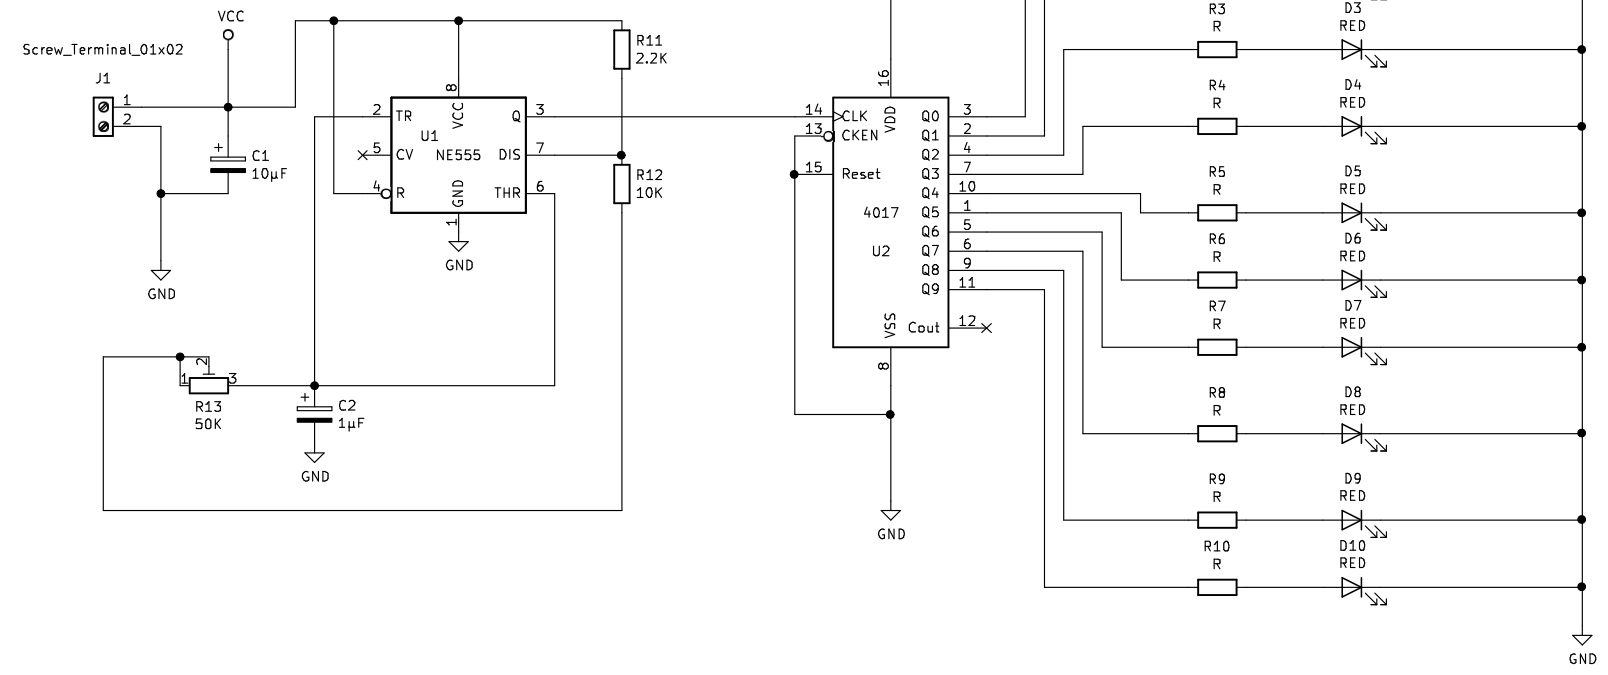 VCC
Screw_Terminal_01x02
J1
1
2
+
C1
10µF
GND
R11
2.2K
8
VCC
2
TR
Q
3
U1
5
CV
NE555
DIS
7
4
R
GND
THR
6
1
GND
R12
10K
2
1
3
R13
50K
+
C2
1µF
GND
16
VDD
14
CLK
Q0
3
13
CKEN
Q1
2
Q2
4
15
Reset
Q3
7
Q4
10
4017
Q5
1
Q6
5
U2
Q7
6
Q8
9
Q9
11
VSS
Cout
12
8
GND
R3
R
D3
RED
R4
R
D4
RED
R5
R
D5
RED
R6
R
D6
RED
R7
R
D7
RED
R8
R
D8
RED
R9
R
D9
RED
R10
R
D10
RED
GND